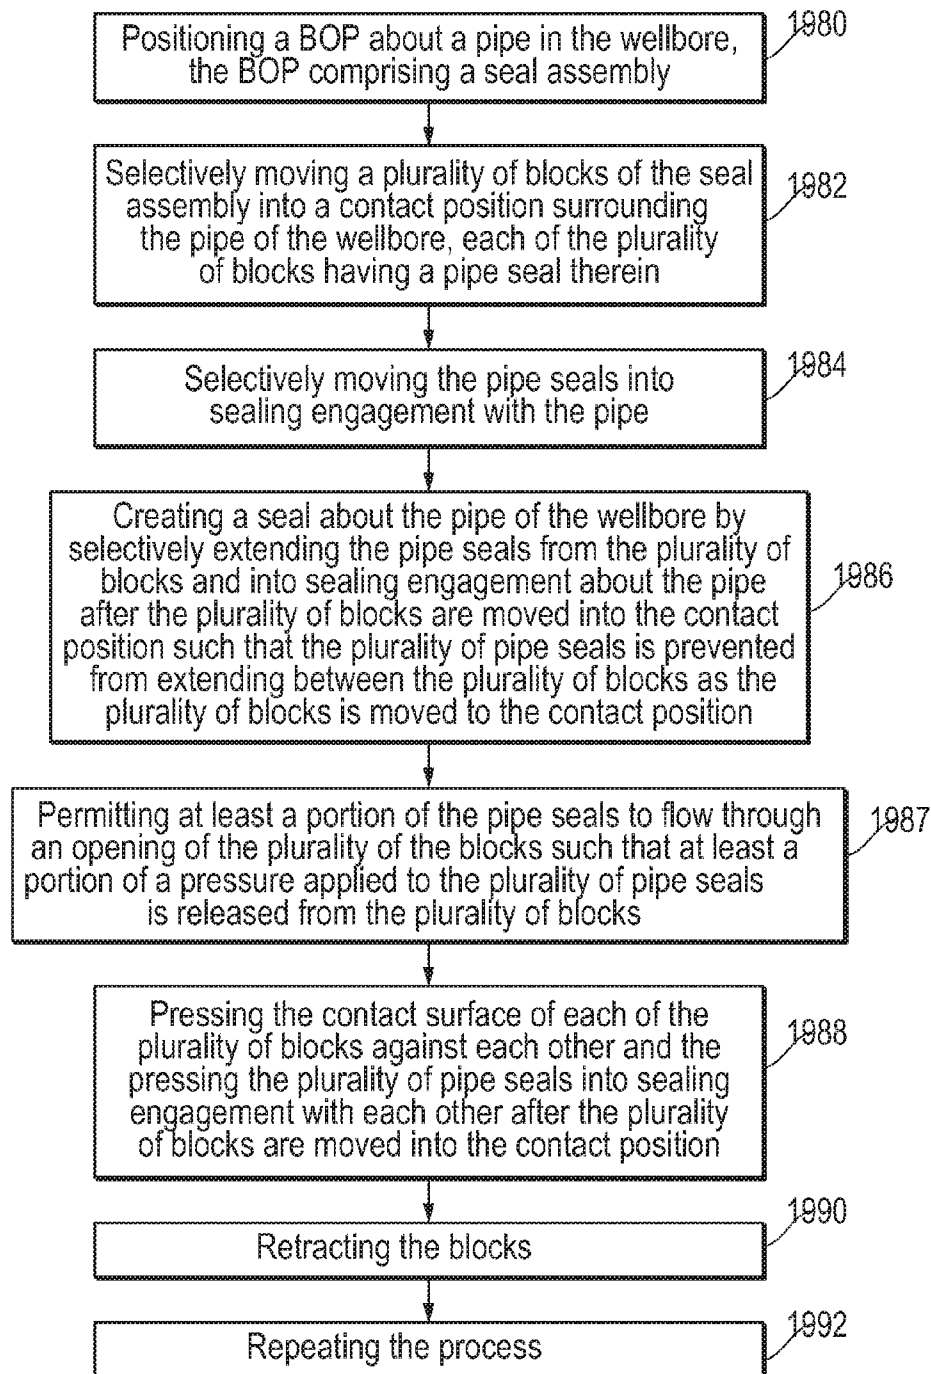 1980
Positioning a BOP about a pipe in the wellbore,
the BOP comprising a seal assembly
1982
Selectively moving a plurality of blocks of the seal
assembly into a contact position surrounding
the pipe of the wellbore, each of the plurality
of blocks having a pipe seal therein
1984
Selectively moving the pipe seals into
sealing engagement with the pipe
1986
Creating a seal about the pipe of the wellbore by
selectively extending the pipe seals from the plurality of
blocks and into sealing engagement about the pipe
after the plurality of blocks are moved into the contact
position such that the plurality of pipe seals is prevented
from extending between the plurality of blocks as the
plurality of blocks is moved to the contact position
1987
Permitting at least a portion of the pipe seals to flow through
an opening of the plurality of the blocks such that at least a
portion of a pressure applied to the plurality of pipe seals
is released from the plurality of blocks
1988
Pressing the contact surface of each of the
plurality of blocks against each other and the
pressing the plurality of pipe seals into sealing
engagement with each other after the plurality
of blocks are moved into the contact position
1990
Retracting the blocks
1992
Repeating the process